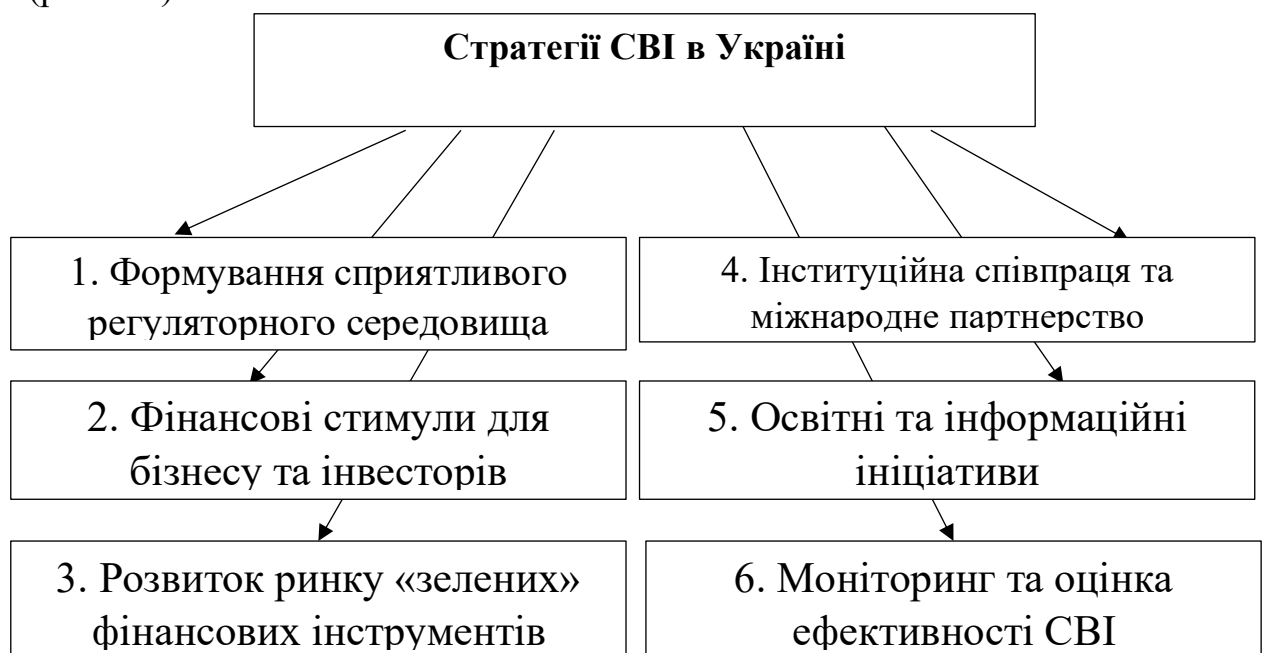 Стратегії СВІ в Україні
1. Формування сприятливого
регуляторного середовища
2. Фінансові стимули для
бізнесу та інвесторів
3. Розвиток ринку «зелених»
фінансових інструментів
4. Інституційна співпраця та
міжнародне партнерство
5. Освітні та інформаційні
ініціативи
6. Моніторинг та оцінка
ефективності СВІ